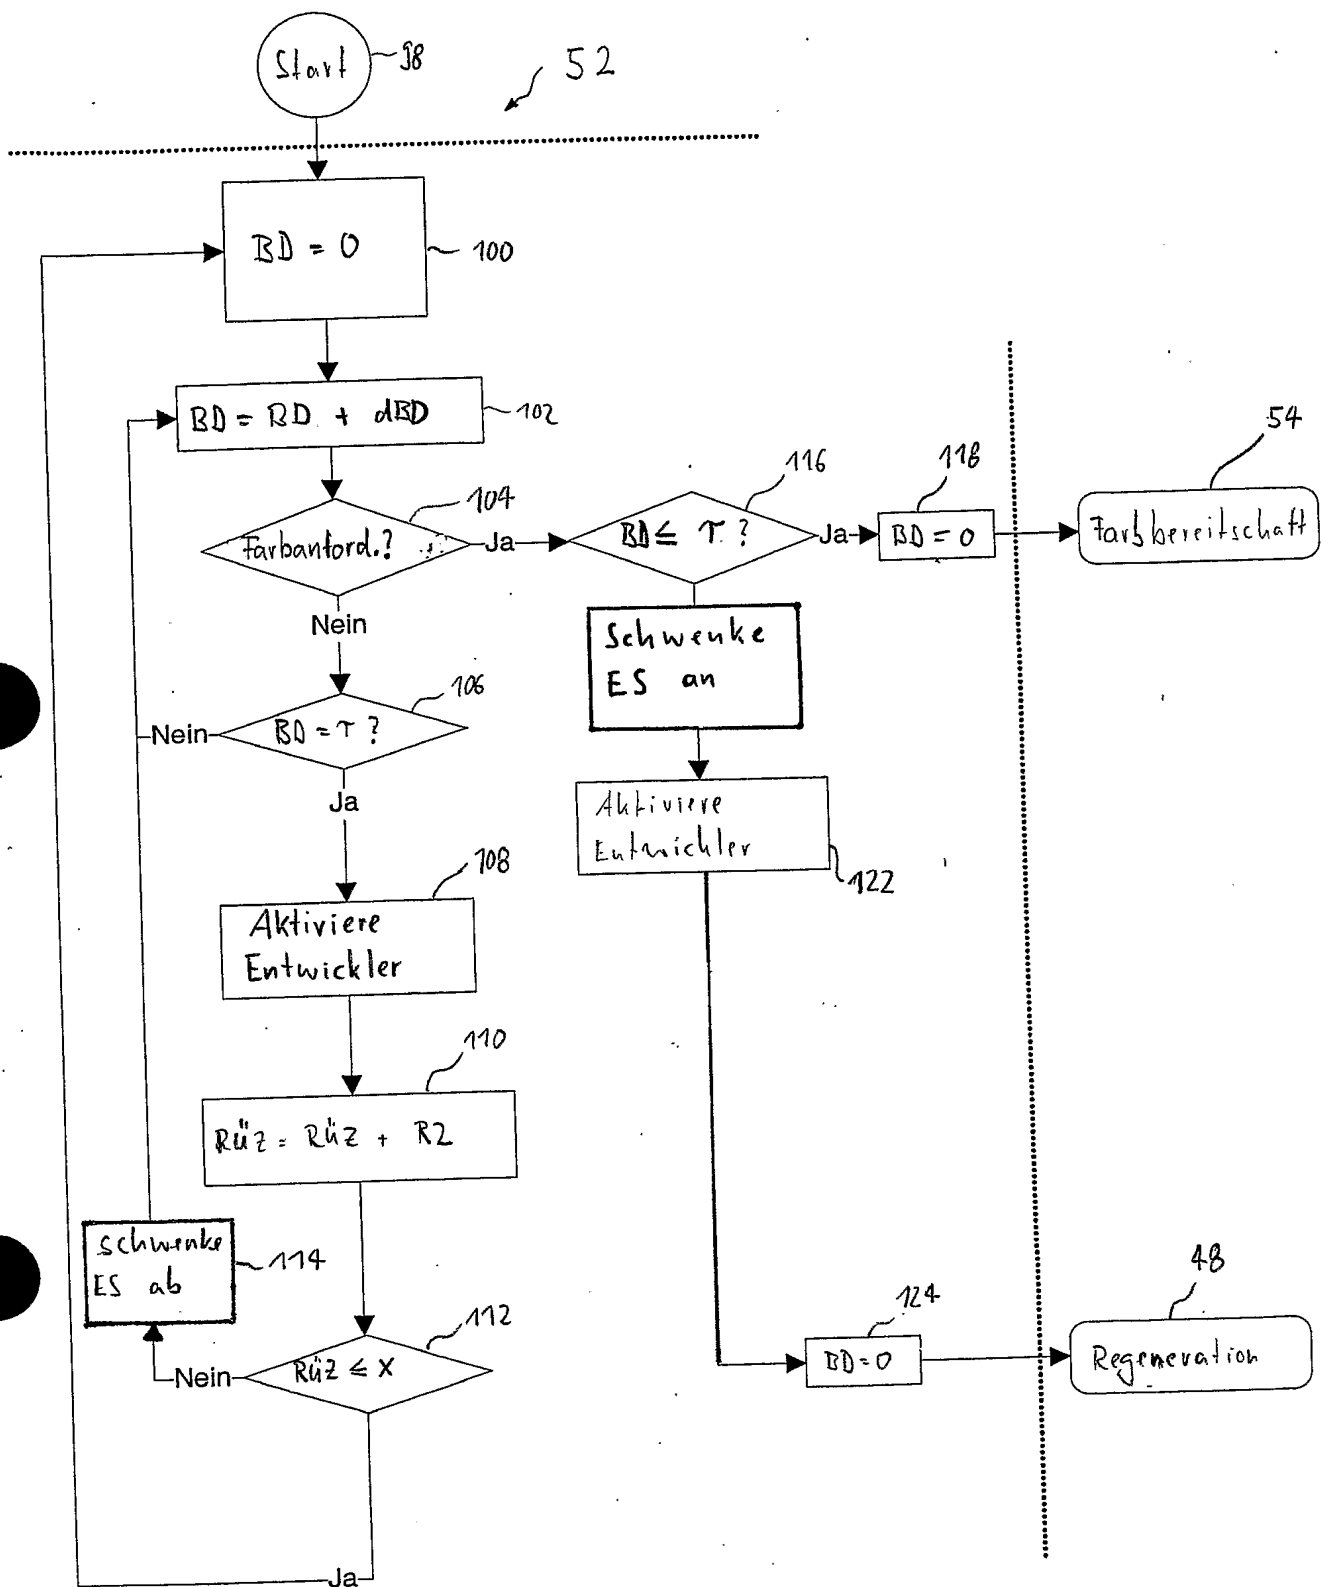 Start
98
52
BD = 0
100
BD = BD + dBD
102
Farbanford.?
104
Ja
BD ≤ τ ?
116
Ja
BD = 0
118
Farbbereitschaft
54
Nein
BD = τ ?
106
Nein
Ja
Schwenke
ES an
Aktiviere
Entwickler
122
Aktiviere
Entwickler
108
RÜZ = RÜZ + RZ
110
Schwenke
ES ab
114
RÜZ ≤ X
112
Nein
Ja
BD=0
124
Regeneration
48